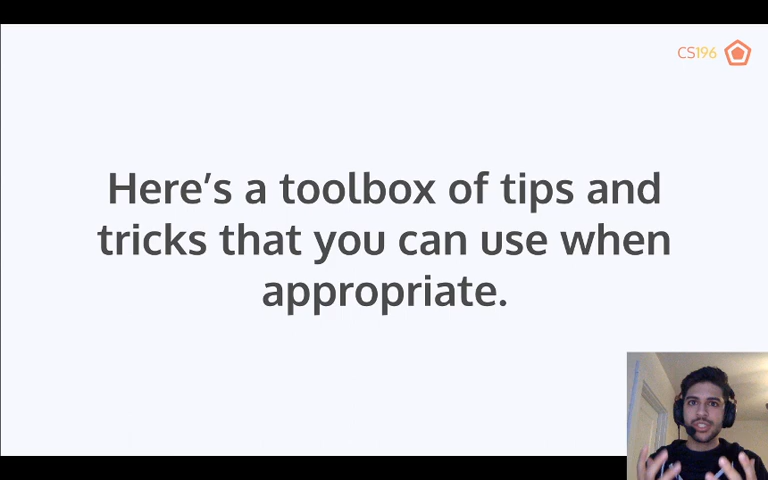 CS196
Here’s a toolbox of tips and
tricks that you can use when
appropriate.